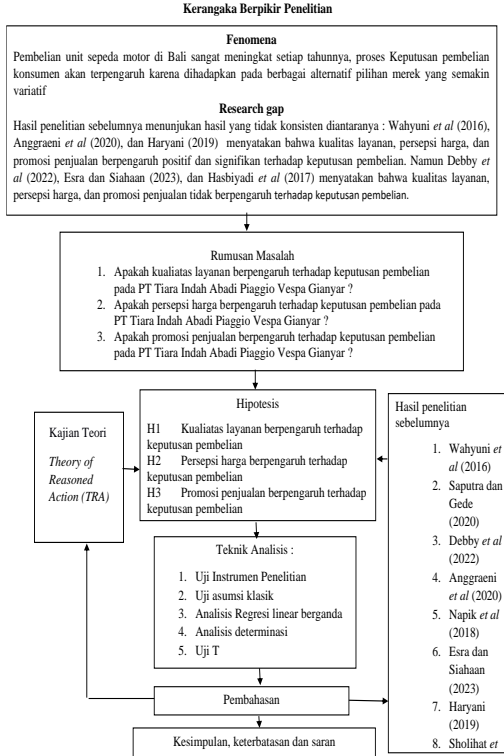 Kerangka Berpikir Penelitian
Fenomena
Pembelian unit sepeda motor di Bali sangat meningkat setiap tahunnya, proses Keputusan pembelian
konsumen akan terpengaruh karena dihadapkan pada berbagai alternatif pilihan merek yang semakin
variatif
Research gap
Hasil penelitian sebelumnya menunjukan hasil yang tidak konsisten diantaranya : Wahyuni et al (2016),
Anggraeni et al (2020), dan Haryani (2019) menyatakan bahwa kualitas layanan, persepsi harga, dan
promosi penjualan berpengaruh positif dan signifikan terhadap keputusan pembelian. Namun Debby et
al (2022), Esra dan Siahaan (2023), dan Hasbiyadi et al (2017) menyatakan bahwa kualitas layanan,
persepsi harga, dan promosi penjualan tidak berpengaruh terhadap keputusan pembelian.
Rumusan Masalah
1. Apakah kualiatas layanan berpengaruh terhadap keputusan pembelian
pada PT Tiara Indah Abadi Piaggio Vespa Gianyar ?
2. Apakah persepsi harga berpengaruh terhadap keputusan pembelian pada
PT Tiara Indah Abadi Piaggio Vespa Gianyar ?
3. Apakah promosi penjualan berpengaruh terhadap keputusan pembelian
pada PT Tiara Indah Abadi Piaggio Vespa Gianyar ?
Kajian Teori
Theory of
Reasoned
Action (TRA)
Hipotesis
H1 Kualiatas layanan berpengaruh terhadap
keputusan pembelian
H2 Persepsi harga berpengaruh terhadap
keputusan pembelian
H3 Promosi penjualan berpengaruh terhadap
keputusan pembelian
Hasil penelitian
sebelumnya
1. Wahyuni et
al (2016)
2. Saputra dan
Gede
(2020)
3. Debby et al
(2022)
4. Anggraeni
et al (2020)
5. Napik et al
(2018)
6. Esra dan
Siahaan
(2023)
7. Haryani
(2019)
8. Sholihat et
Teknik Analisis :
1. Uji Instrumen Penelitian
2. Uji asumsi klasik
3. Analisis Regresi linear berganda
4. Analisis determinasi
5. Uji T
Pembahasan
Kesimpulan, keterbatasan dan saran